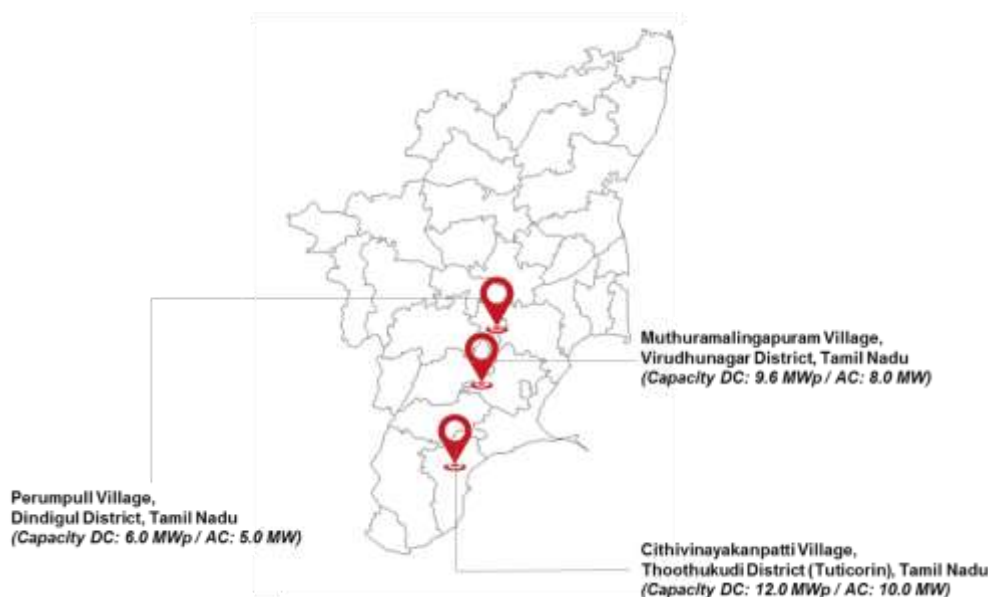 Muthuramalingapuram Village,
Virudhunagar District, Tamil Nadu
(Capacity DC: 9.6 MWp / AC: 8.0 MW)
Perumpull Village,
Dindigul District, Tamil Nadu
(Capacity DC: 6.0 MWp / AC: 5.0 MW)
Cithivinayakanpatti Village,
Thoothukudi District (Tuticorin), Tamil Nadu
(Capacity DC: 12.0 MWp / AC: 10.0 MW)